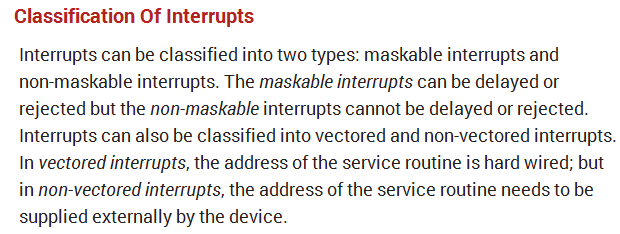 Classification Of Interrupts
Interrupts can be classified into two types: maskable interrupts and
non-maskable interrupts. The maskable interrupts can be delayed or
rejected but the non-maskable interrupts cannot be delayed or rejected.
Interrupts can also be classified into vectored and non-vectored interrupts.
In vectored interrupts, the address of the service routine is hard wired; but
in non-vectored interrupts, the address of the service routine needs to be
supplied externally by the device.